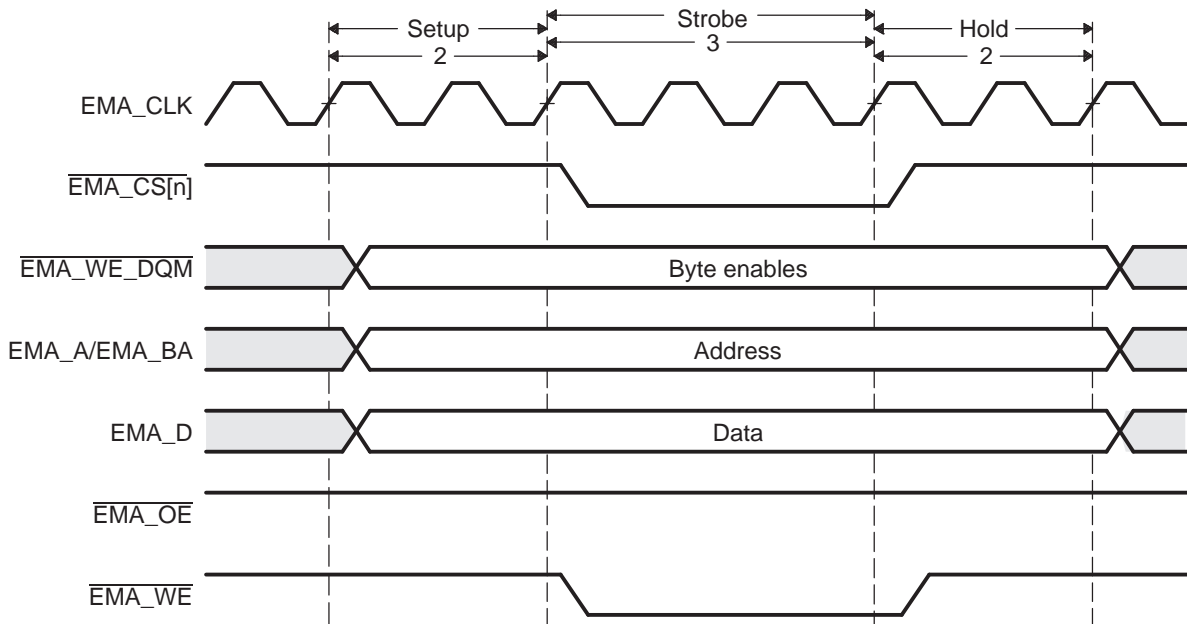 Setup
Strobe
Hold
2
3
2
EMA_CLK
EMA_CS[n]
EMA_WE_DQM
Byte enables
EMA_A/EMA_BA
Address
EMA_D
Data
EMA_OE
EMA_WE